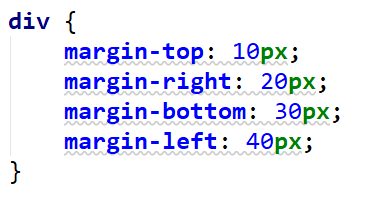 div {
    margin-top: 10px;
    margin-right: 20px;
    margin-bottom: 30px;
    margin-left: 40px;
}